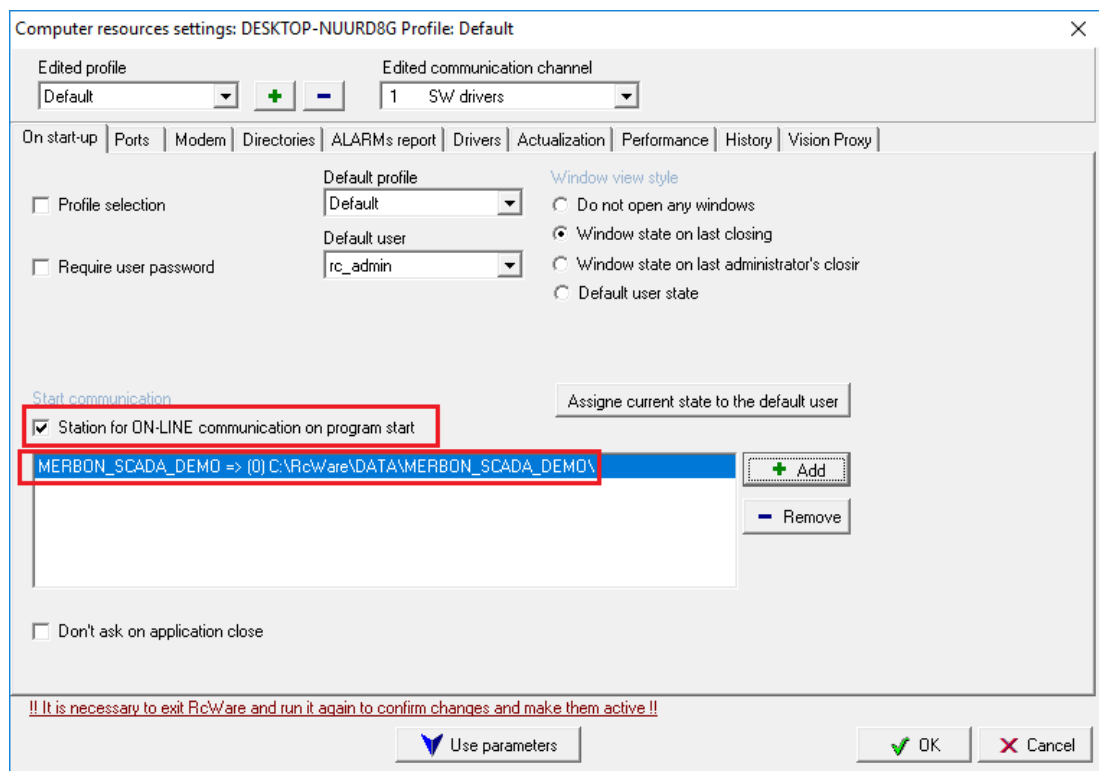 Computer resources settings: DESKTOP-NUURD8G Profile: Default
Edited profile
Edited communication channel
Default
1 SW drivers
On start-up Ports Modem Directories ALARMs report Drivers Actualization Performance History Vision Proxy
Default profile
Window view style
Profile selection
Default
Do not open any windows
Default user
Window state on last closing
Require user password
rc_admin
Window state on last administrator's closir
Default user state
Start communication
Assigne current state to the default user
Station for ON-LINE communication on program start
MERBON_SCADA_DEMO => (0) C:\RcWare\DATA\MERBON_SCADA_DEMO\
Add
Remove
Don't ask on application close
!! It is necessary to exit RcWare and run it again to confirm changes and make them active !!
Use parameters
OK
Cancel